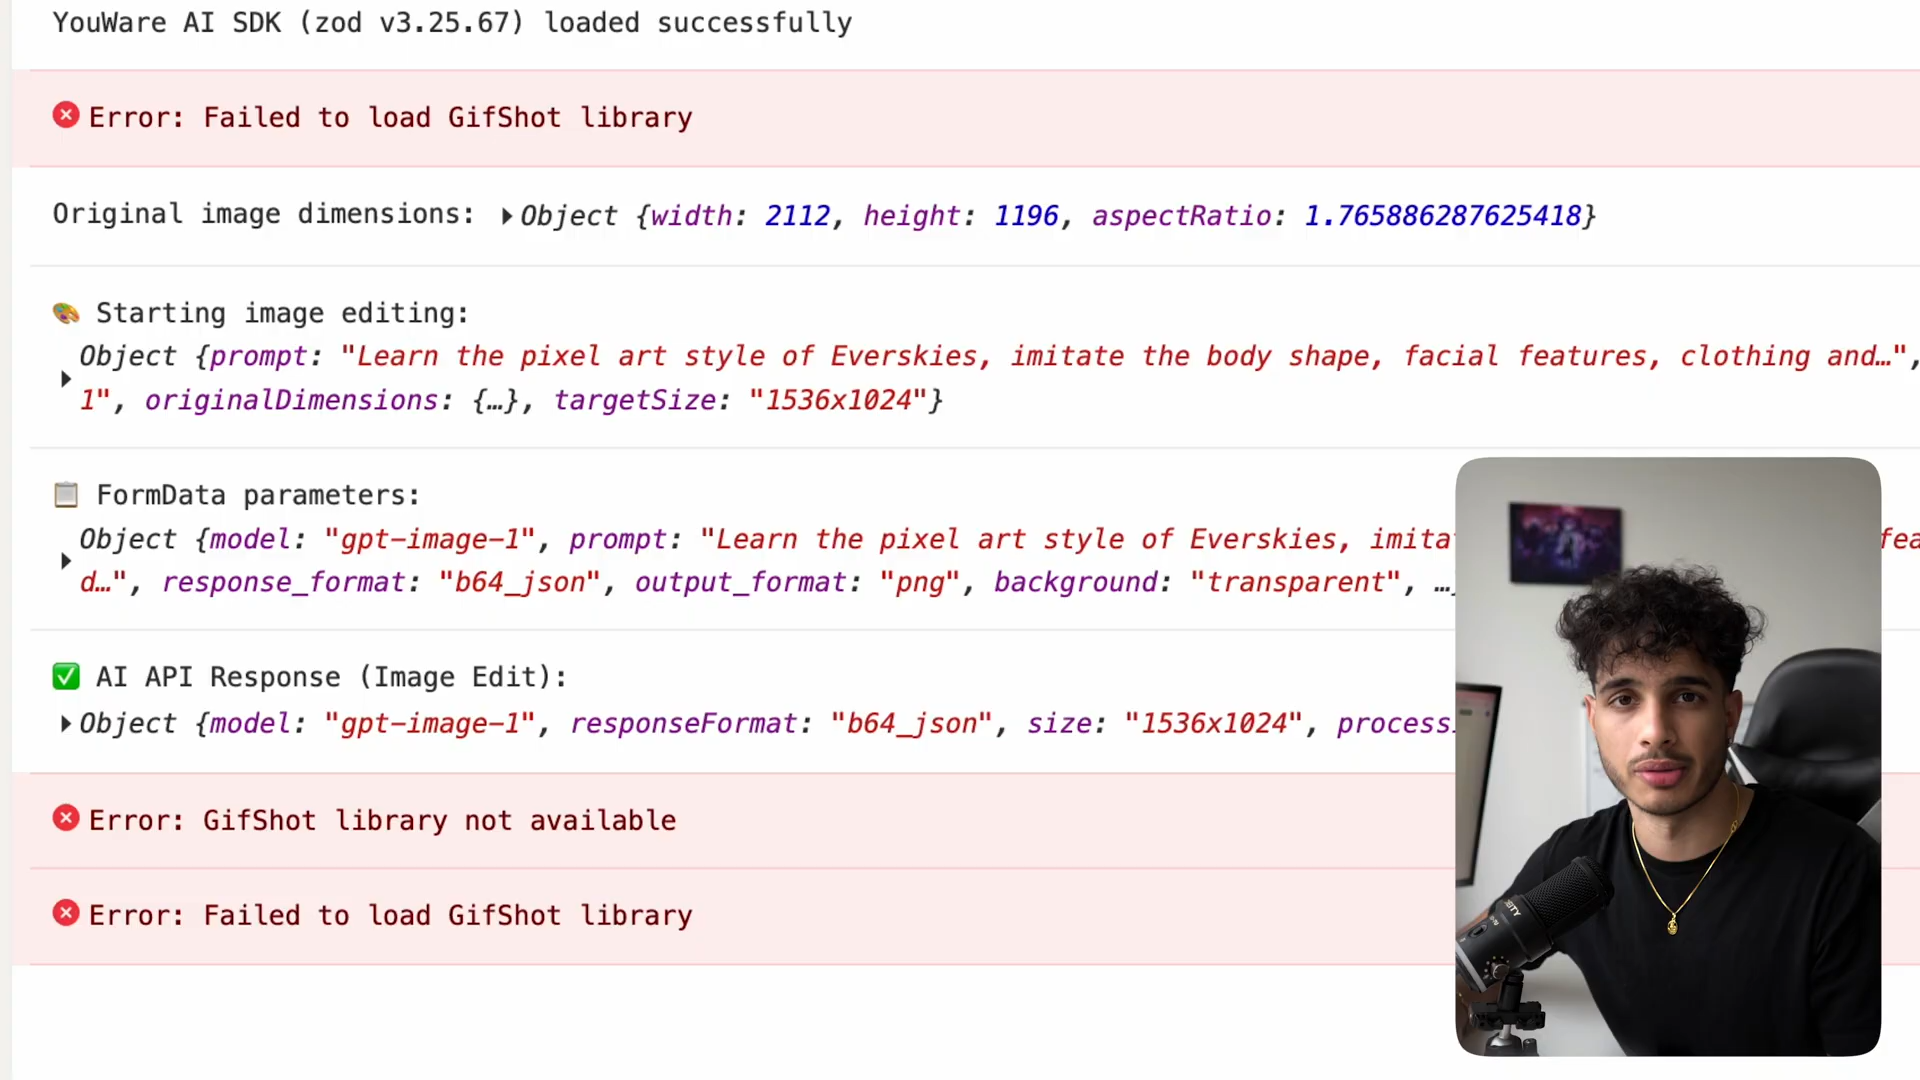 YouWare AI SDK (zod v3.25.67) loaded successfully
Error: Failed to load GifShot library
Original image dimensions: Object {width: 2112, height: 1196, aspectRatio: 1.765886287625418}
Starting image editing:
Object {prompt: "Learn the pixel art style of Everskies, imitate the body shape, facial features, clothing and…",
1", originalDimensions: {…}, targetSize: "1536x1024"}
FormData parameters:
Object {model: "gpt-image-1", prompt: "Learn the pixel art style of Everskies, imita fea
d…", response_format: "b64_json", output_format: "png", background: "transparent", …
AI API Response (Image Edit):
Object {model: "gpt-image-1", responseFormat: "b64_json", size: "1536x1024", process
Error: GifShot library not available
Error: Failed to load GifShot library